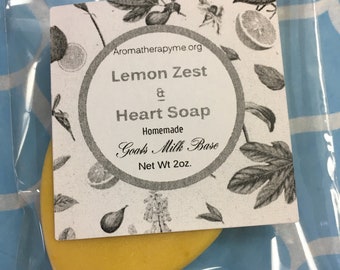 Aromatherapyme.org
Lemon Zest
&
Heart Soap
Homemade
Goats Milk Base
Net Wt 2oz.